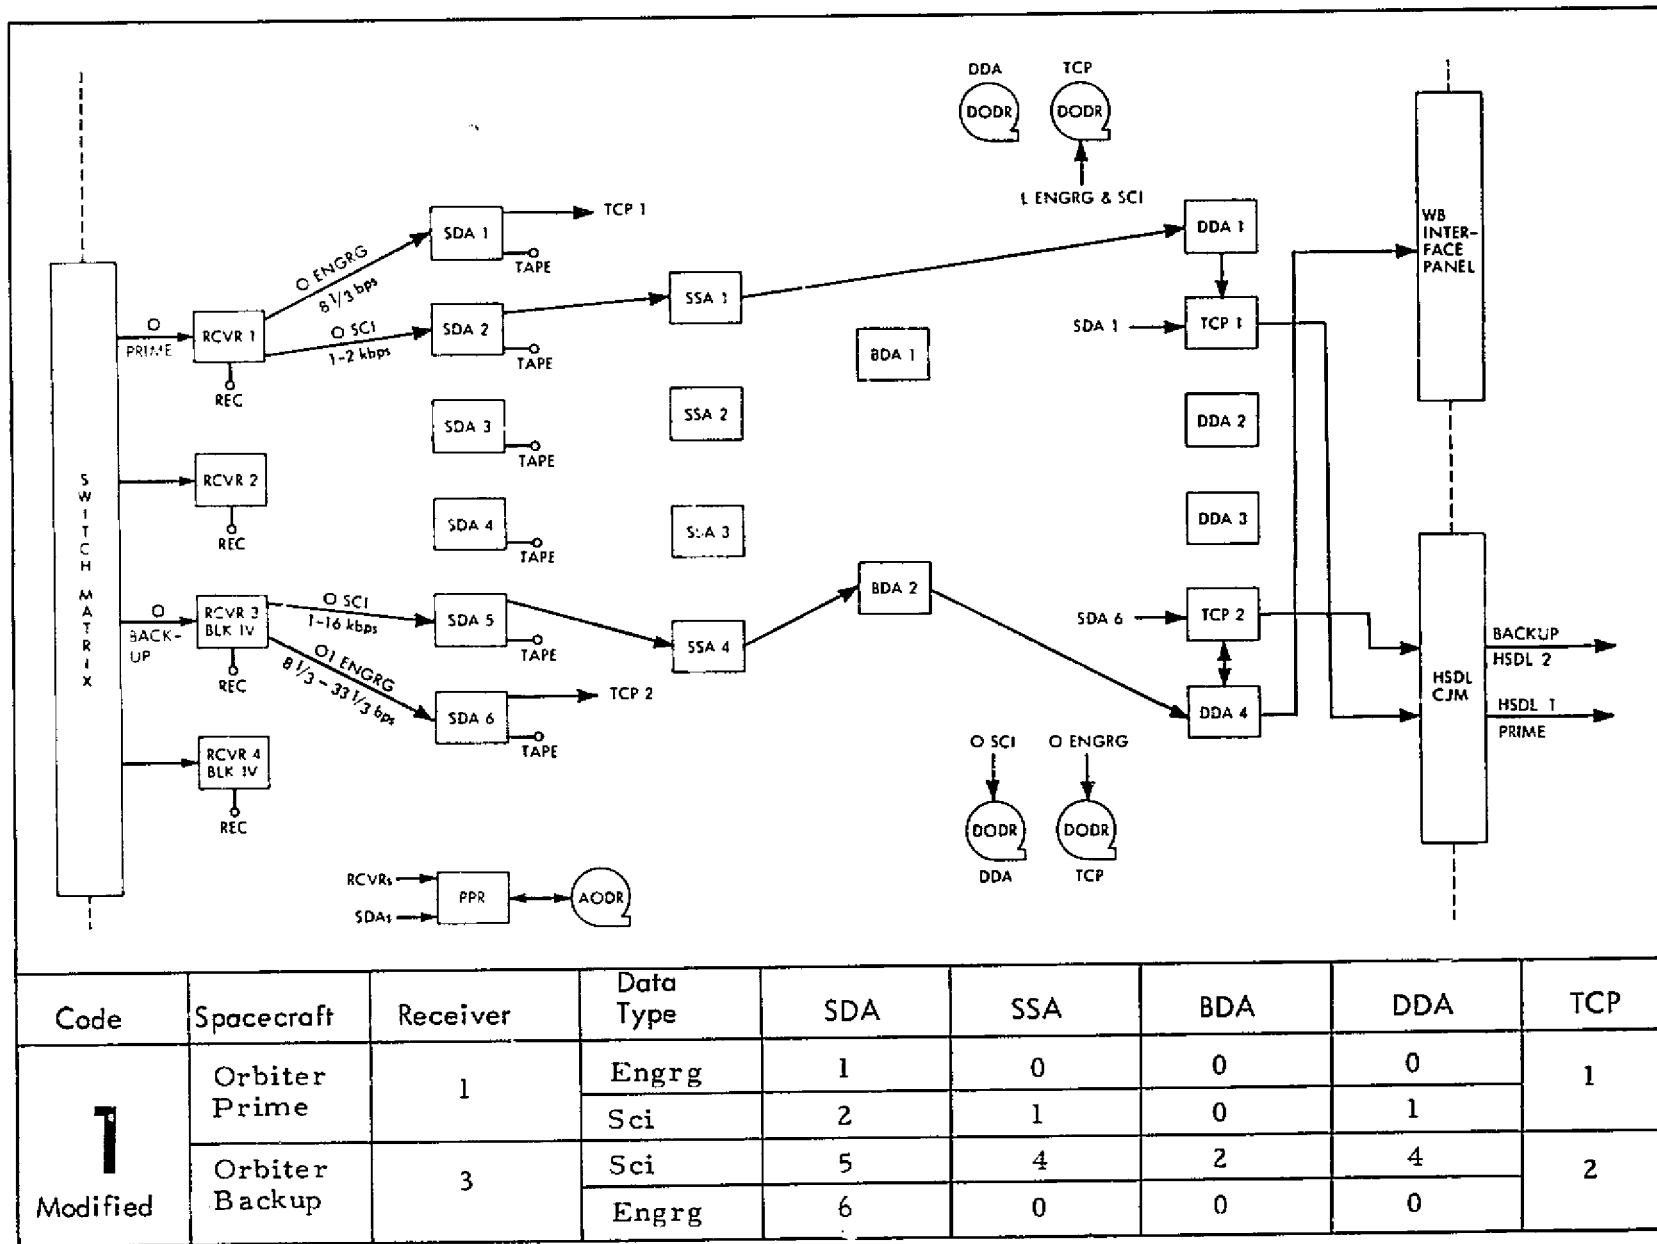 DDA TCP
DODR DODR
L ENGRG & SCI
WB
INTER-
FACE
PANEL
SDA 1 TCP 1
TAPE
O ENGRG
8 1/3 bps
DDA 1
O
PRIME
RCVR 1
REC
O SCI
1-2 kbps
SDA 2
TAPE
SSA 1
BDA 1
SDA 1 TCP 1
SDA 3
TAPE
SSA 2
DDA 2
SWITCH MATRIX
RCVR 2
REC
SDA 4
TAPE
SSA 3
DDA 3
O
BACK-
UP
RCVR 3
BLK IV
REC
O SCI
1-16 kbps
SDA 5
TAPE
SSA 4
BDA 2
SDA 6 TCP 2
O1 ENGRG
8 1/3 - 33 1/3 bps
SDA 6 TCP 2
TAPE
DDA 4
HSDL
CJM
BACKUP
HSDL 2
HSDL 1
PRIME
RCVR 4
BLK IV
REC
O SCI O ENGRG
DODR DODR
DDA TCP
RCVRs
SDAs
PPR
AODR
Code Spacecraft Receiver Data Type SDA SSA BDA DDA TCP
1
Modified
Orbiter
Prime
1
Engrg 1 0 0 0
1
Sci 2 1 0 1
Orbiter
Backup
3
Sci 5 4 2 4
2
Engrg 6 0 0 0